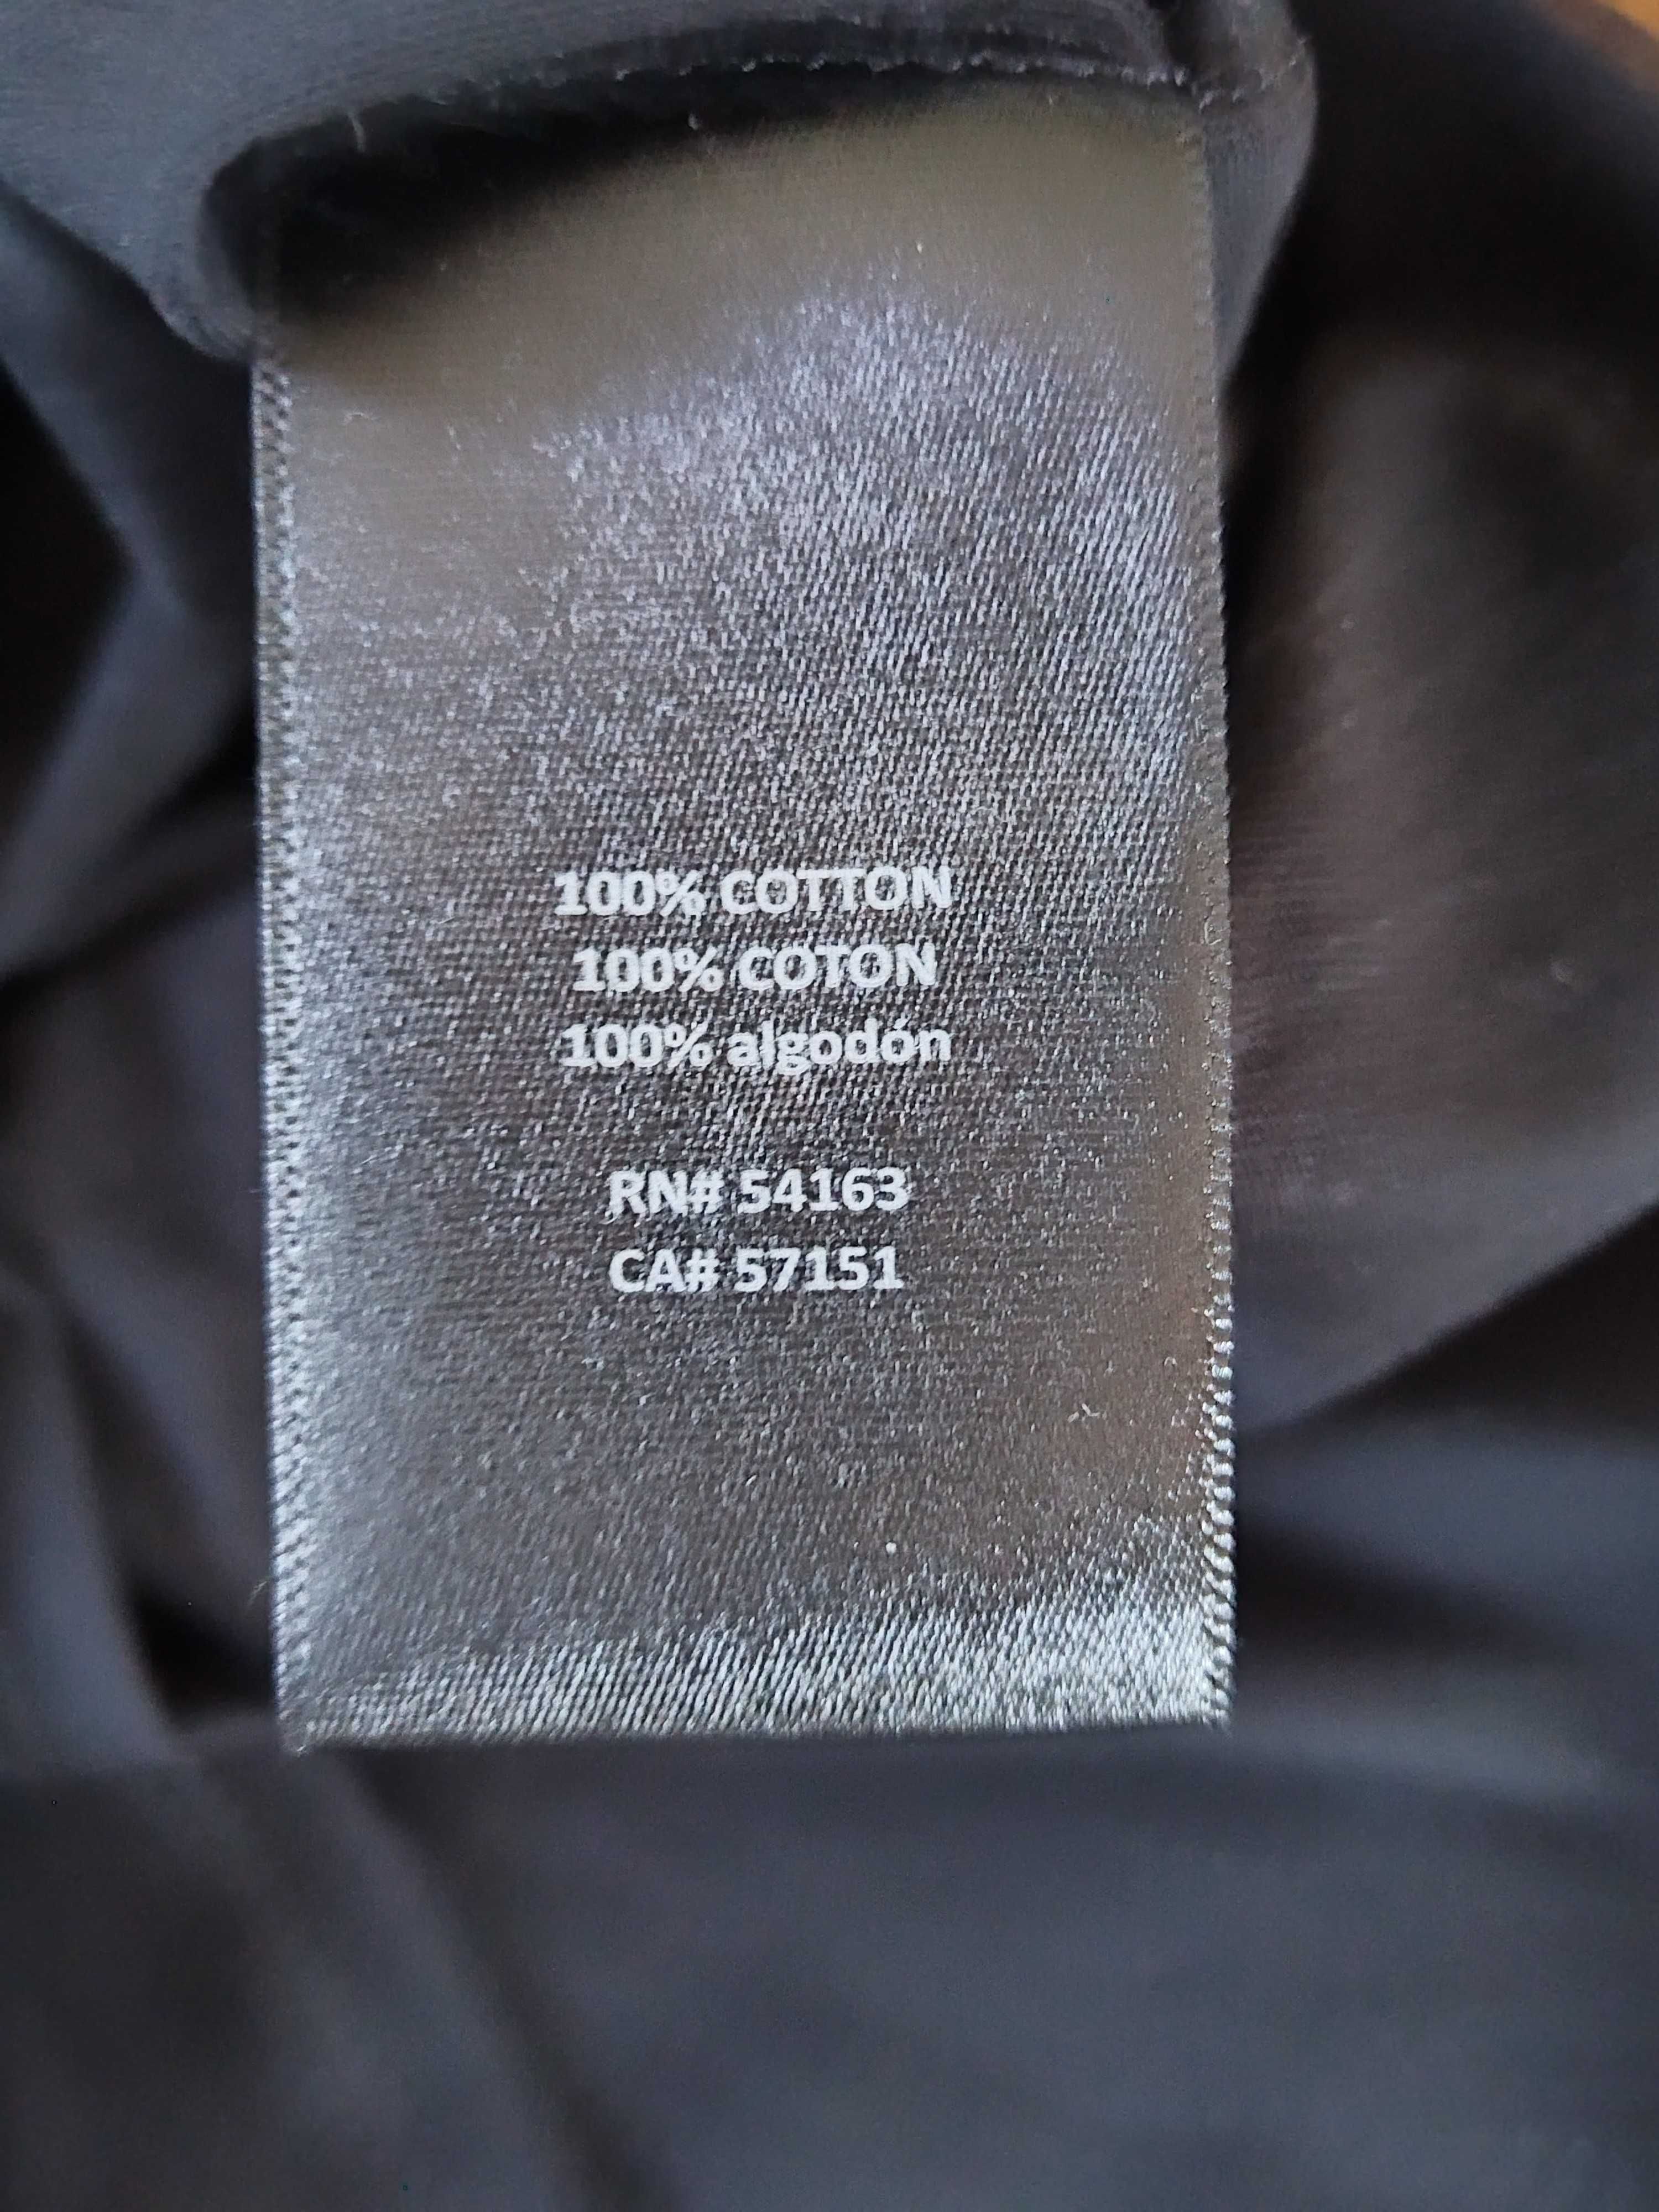 100% COTTON
100% COTON
100% algodón
RN# 54163
CA# 57151